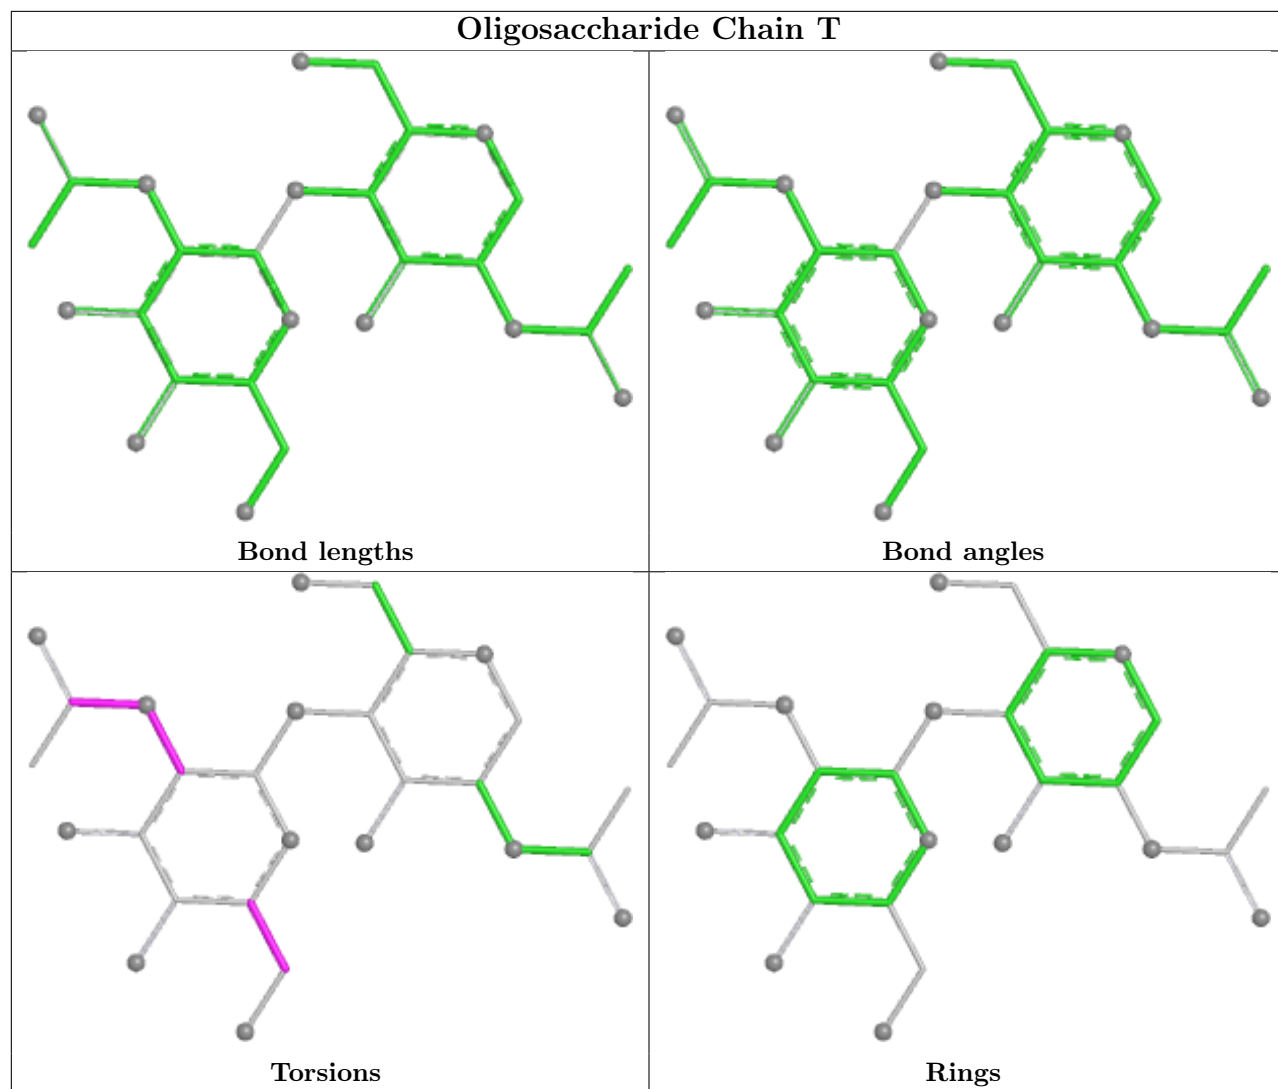 Oligosaccharide Chain T
Bond lengths
Bond angles
Torsions
Rings